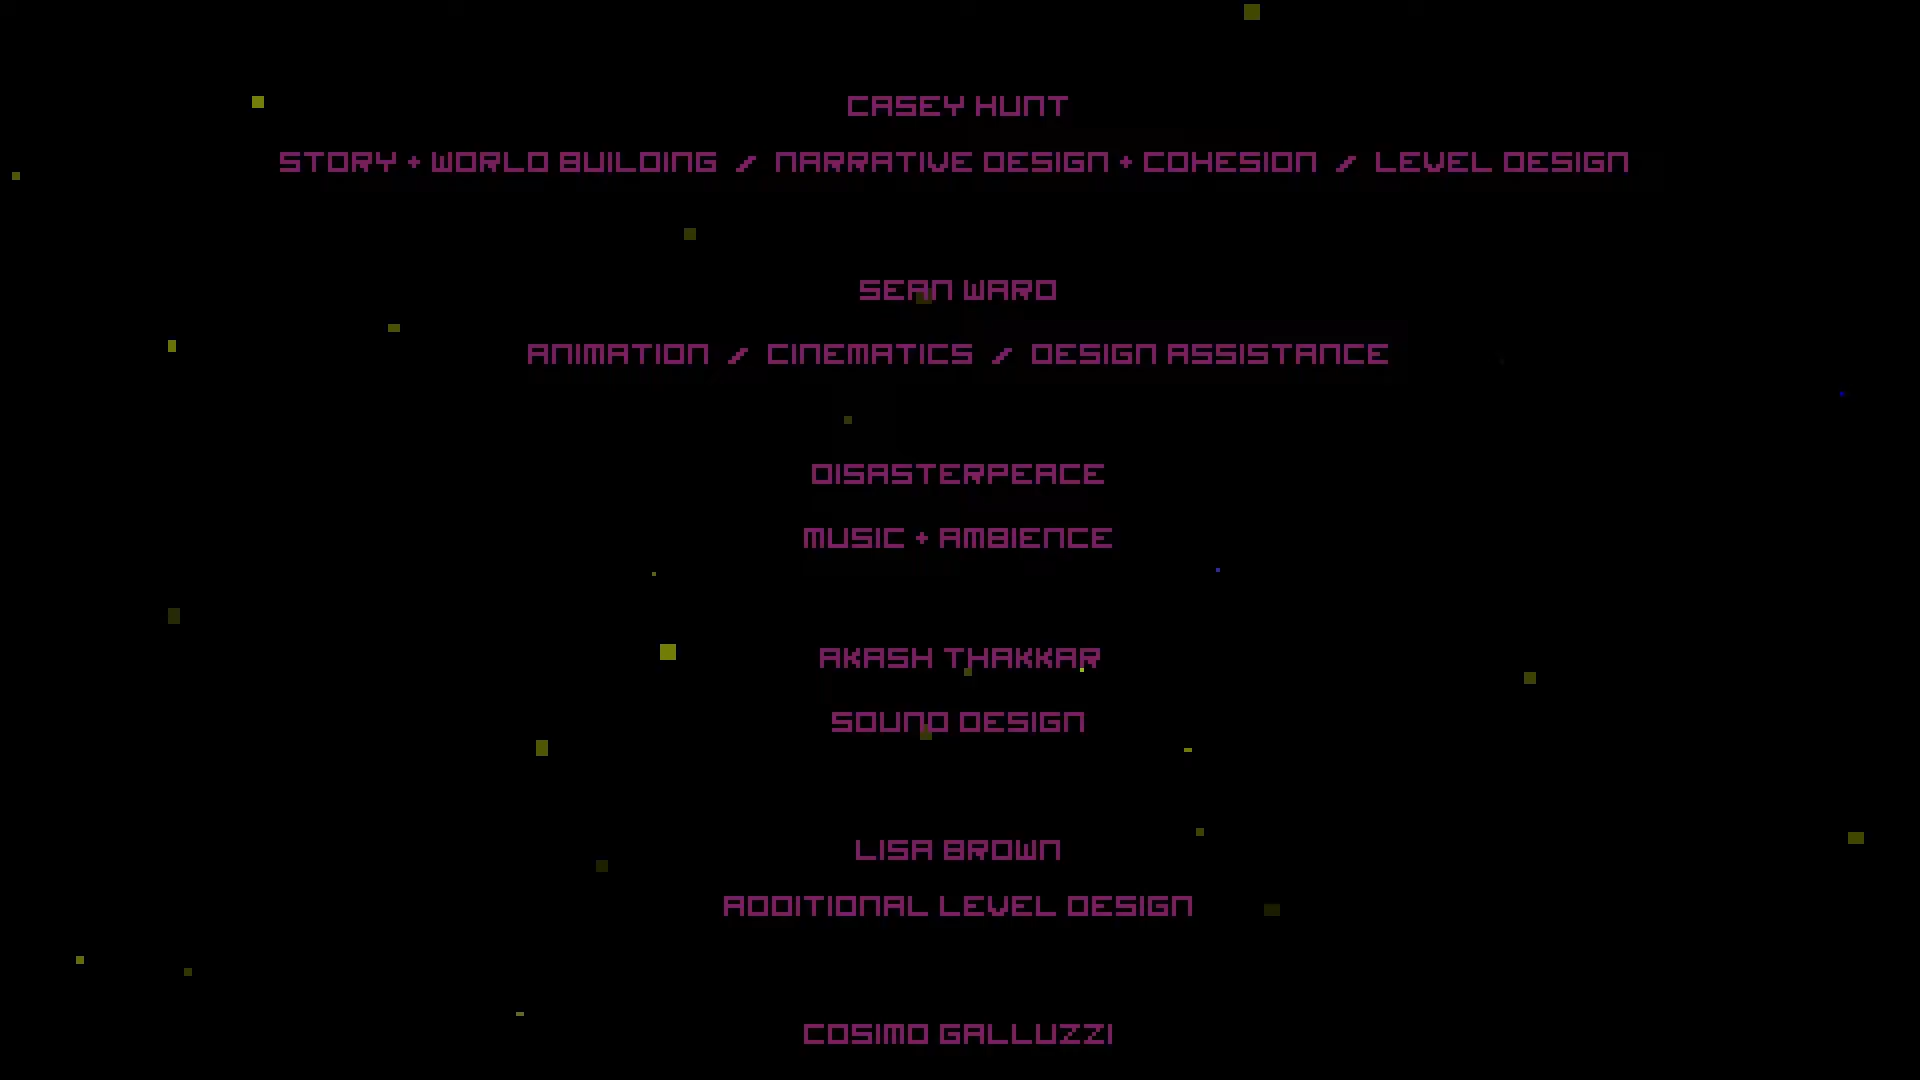 CASEY HUNT
STORY + WORLD BUILDING / NARRATIVE DESIGN + COHESION / LEVEL DESIGN
SEAN WARD
ANIMATION / CINEMATICS / DESIGN ASSISTANCE
DISASTERPEACE
MUSIC + AMBIENCE
AKASH THAKKAR
SOUND DESIGN
LISA BROWN
ADDITIONAL LEVEL DESIGN
COSIMO GALLUZZI